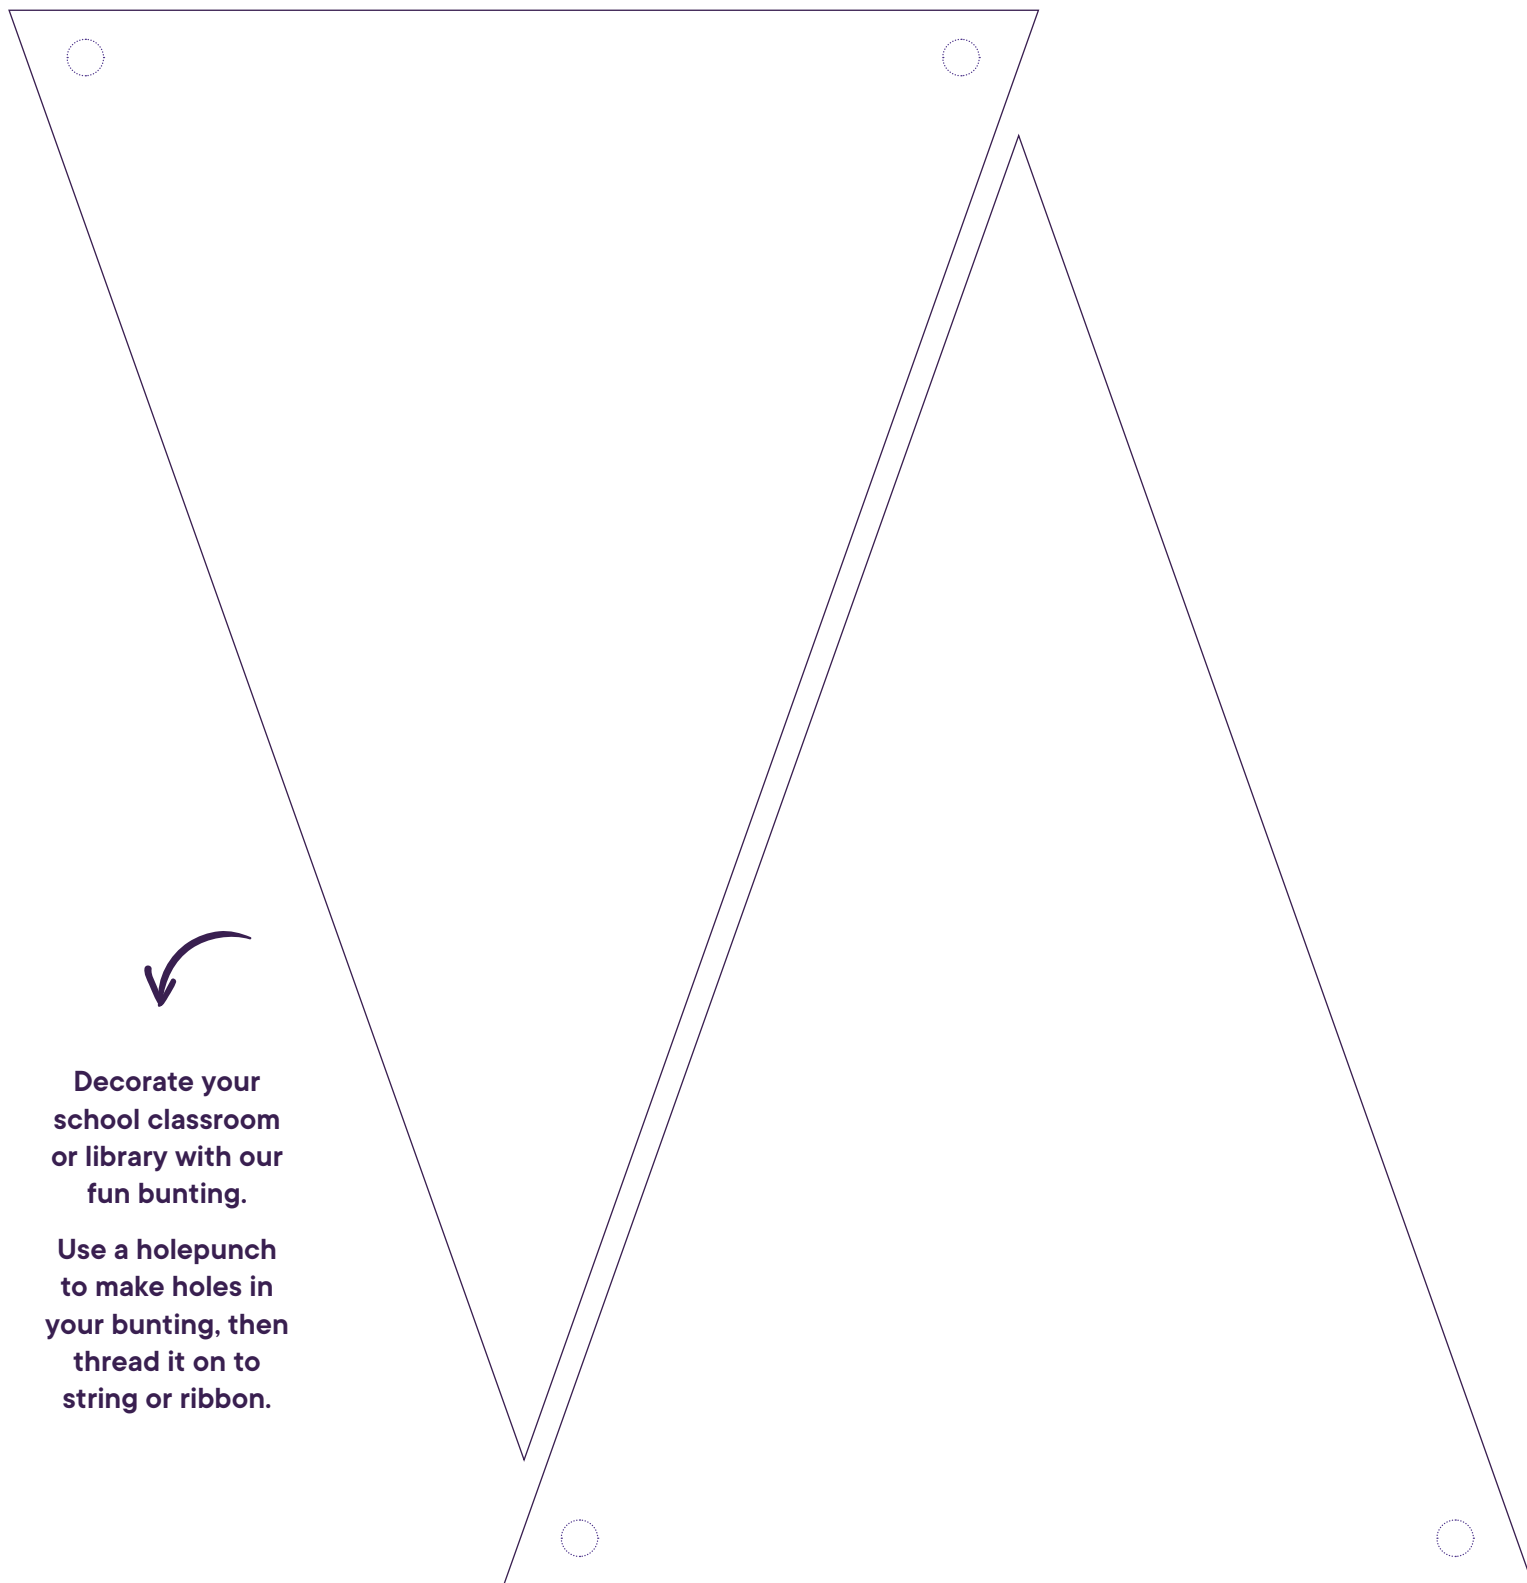 Decorate your
school classroom
or library with our
fun bunting.
Use a holepunch
to make holes in
your bunting, then
thread it on to
string or ribbon.